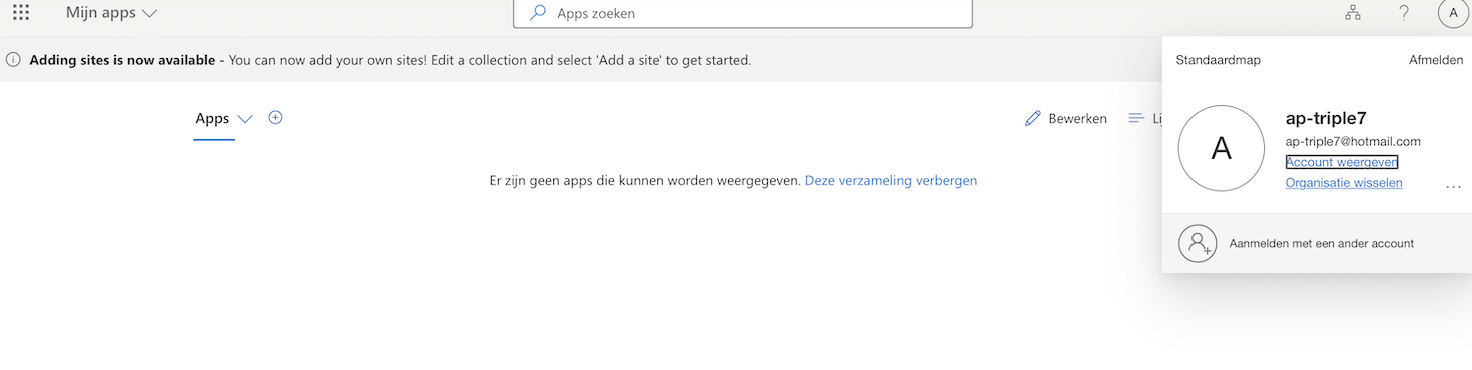 Mijn apps
Apps zoeken
?
A
Adding sites is now available - You can now add your own sites! Edit a collection and select 'Add a site' to get started.
Standaardmap
Afmelden
Apps
Bewerken
A
ap-triple7
ap-triple7@hotmail.com
Account weergeven
Organisatie wisselen
...
Er zijn geen apps die kunnen worden weergegeven. Deze verzameling verbergen
Aanmelden met een ander account